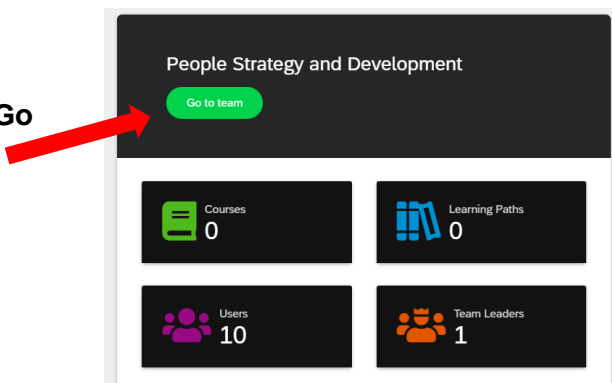 People Strategy and Development
Go to team
Go
Courses
0
Learning Paths
0
Users
10
Team Leaders
1